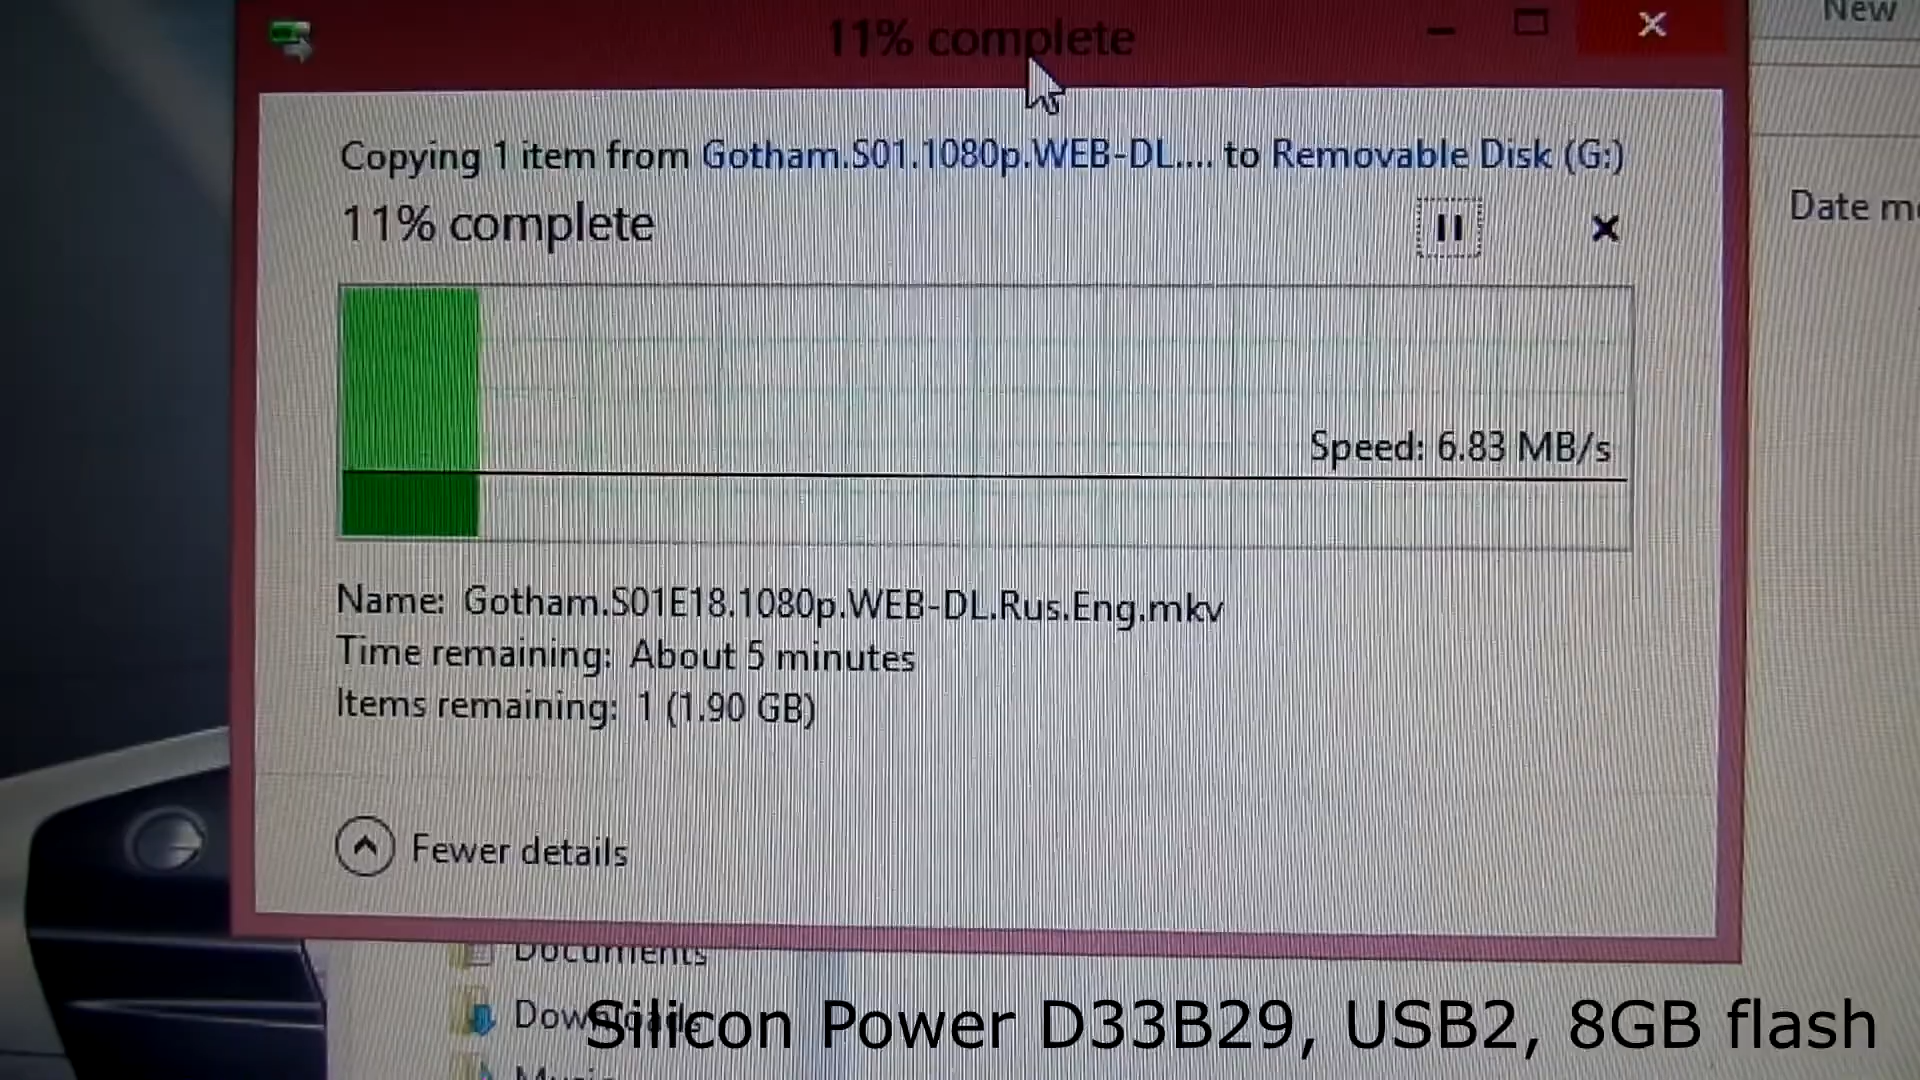 11% complete
New
Copying 1 item from Gotham.S01.1080p.WEB-DL.... to Removable Disk (G:)
11% complete
Date m
Speed: 6.83 MB/s
Name: Gotham.S01E18.1080p.WEB-DL.Rus.Eng.mkv
Time remaining: About 5 minutes
Items remaining: 1 (1.90 GB)
Fewer details
Documents
Downloads
Silicon Power D33B29, USB2, 8GB flash
Music